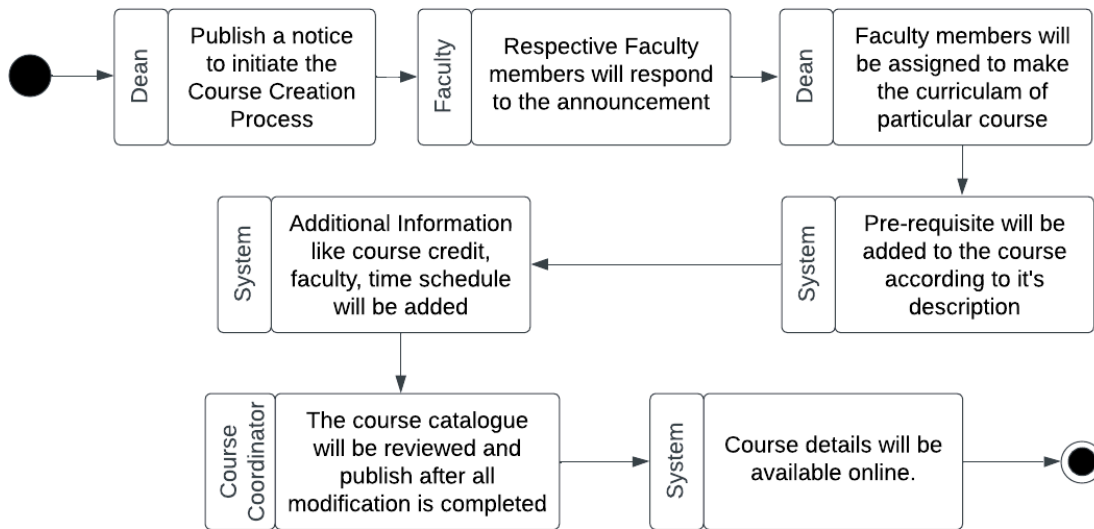 Dean
Publish a notice
to initiate the
Course Creation
Process
Faculty
Respective Faculty
members will respond
to the announcement
Dean
Faculty members will
be assigned to make
the curriculam of
particular course
System
Pre-requisite will be
added to the course
according to it's
description
System
Additional Information
like course credit,
faculty, time schedule
will be added
Course
Coordinator
The course catalogue
will be reviewed and
publish after all
modification is completed
System
Course details will be
available online.